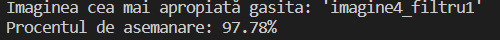 Imaginea cea mai apropiată gasita: 'imagine4_filtru1'
Procentul de asemanare: 97.78%